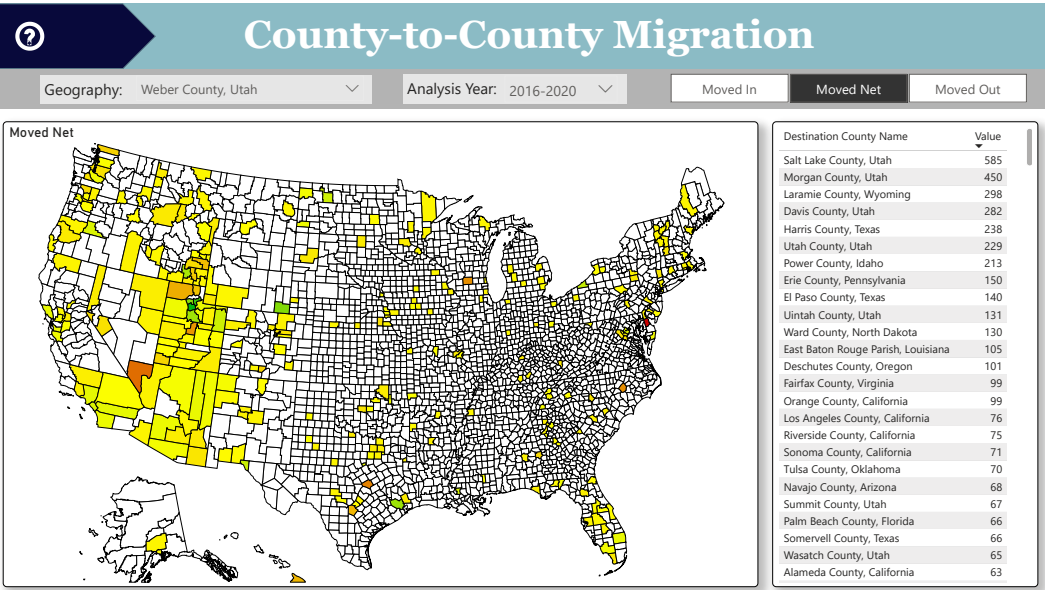 County-to-County Migration
Geography: Weber County, Utah
Analysis Year: 2016-2020
Moved In
Moved Net
Moved Out
Moved Net
Destination County Name Value
Salt Lake County, Utah 585
Morgan County, Utah 450
Laramie County, Wyoming 298
Davis County, Utah 282
Harris County, Texas 238
Utah County, Utah 229
Power County, Idaho 213
Erie County, Pennsylvania 150
El Paso County, Texas 140
Uintah County, Utah 131
Ward County, North Dakota 130
East Baton Rouge Parish, Louisiana 105
Deschutes County, Oregon 101
Fairfax County, Virginia 99
Orange County, California 99
Los Angeles County, California 76
Riverside County, California 75
Sonoma County, California 71
Tulsa County, Oklahoma 70
Navajo County, Arizona 68
Summit County, Utah 67
Palm Beach County, Florida 66
Somervell County, Texas 66
Wasatch County, Utah 65
Alameda County, California 63